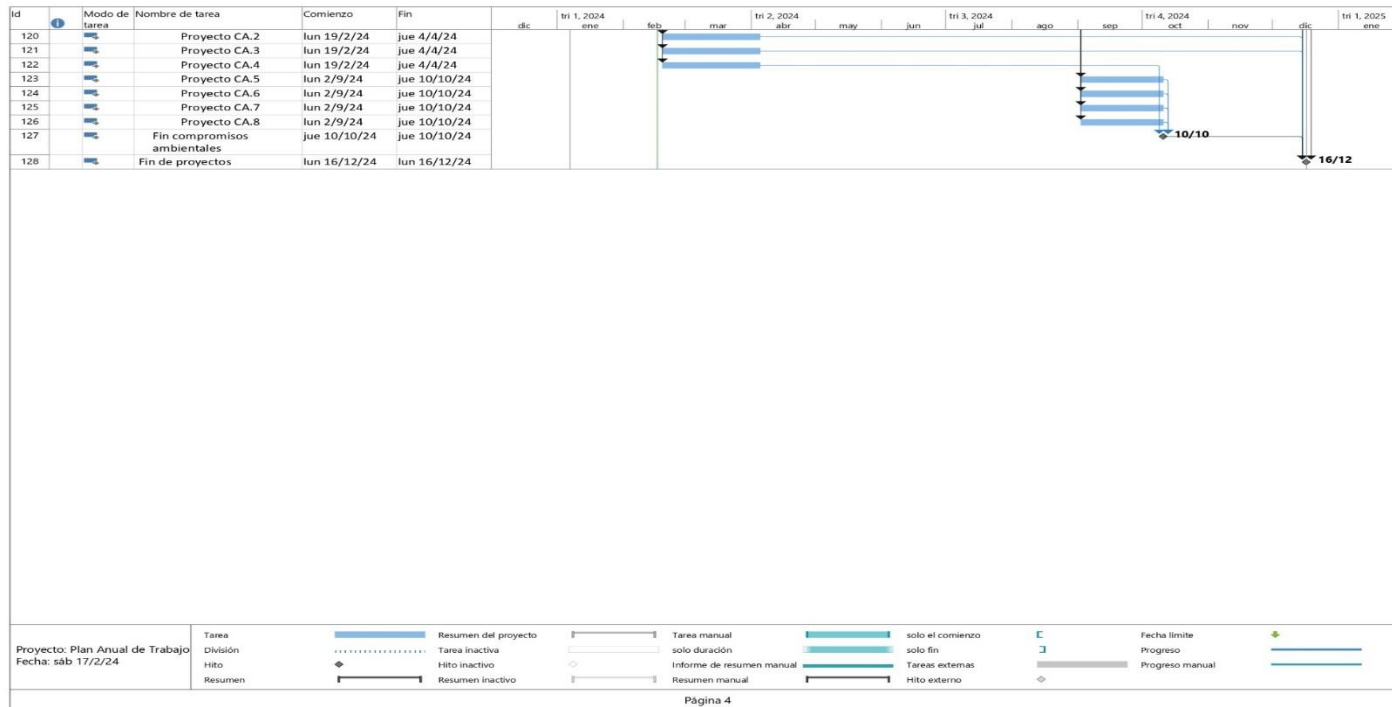 Id Modo de tarea Nombre de tarea Comienzo Fin
tri 1, 2024 tri 2, 2024 tri 3, 2024 tri 4, 2024 tri 1, 2025
dic ene feb mar abr may jun jul ago sep oct nov dic ene
120 Proyecto CA.2 lun 19/2/24 jue 4/4/24
121 Proyecto CA.3 lun 19/2/24 jue 4/4/24
122 Proyecto CA.4 lun 19/2/24 jue 4/4/24
123 Proyecto CA.5 lun 2/9/24 jue 10/10/24
124 Proyecto CA.6 lun 2/9/24 jue 10/10/24
125 Proyecto CA.7 lun 2/9/24 jue 10/10/24
126 Proyecto CA.8 lun 2/9/24 jue 10/10/24
127 Fin compromisos ambientales jue 10/10/24 jue 10/10/24 10/10
128 Fin de proyectos lun 16/12/24 lun 16/12/24 16/12
Proyecto: Plan Anual de Trabajo
Fecha: sáb 17/2/24
Tarea Resumen del proyecto Tarea manual solo el comienzo Fecha límite
División Tarea inactiva solo duración solo fin Progreso
Hito Hito inactivo Informe de resumen manual Tareas externas Progreso manual
Resumen Resumen inactivo Resumen manual Hito externo
Página 4